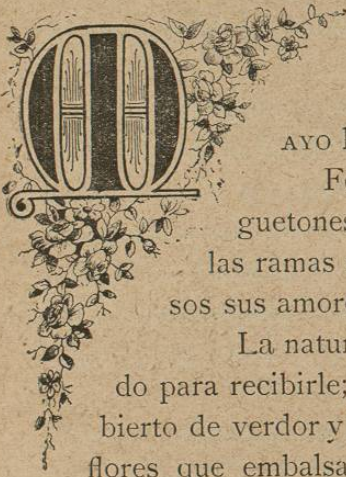 MAYO
guetones
las ramas
sos sus
La
do para recibirle;
bierto de verdor y
flores que